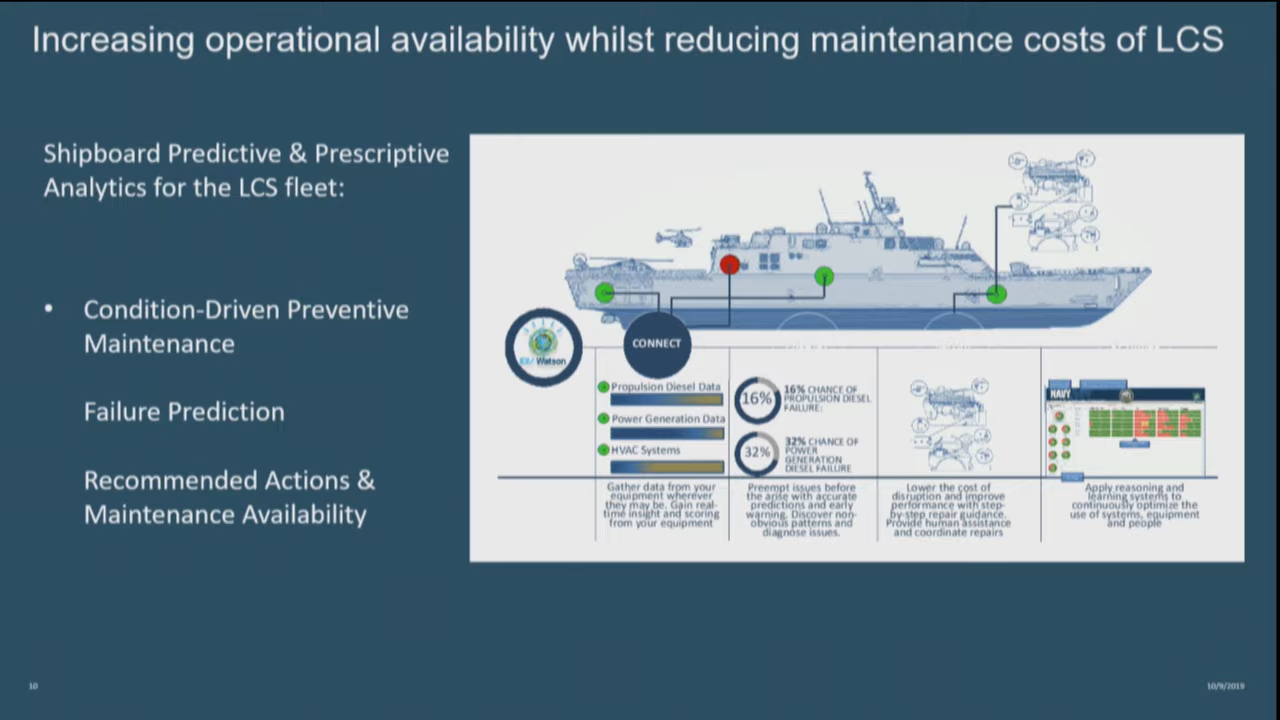 Increasing operational availability whilst reducing maintenance costs of LCS
Shipboard Predictive & Prescriptive
Analytics for the LCS fleet:
• Condition-Driven Preventive
Maintenance
Failure Prediction
Recommended Actions &
Maintenance Availability
IBM Watson
CONNECT
Propulsion Diesel Data
Power Generation Data
HVAC Systems
Gather data from your
equipment wherever
they may be. Gain real-
time insight and scoring
from your equipment
16%
16% CHANCE OF
PROPULSION DIESEL
FAILURE:
32%
32% CHANCE OF
POWER
GENERATION
DIESEL FAILURE
Preempt issues before
the arise with accurate
predictions and early
warning. Discover non-
obvious patterns and
diagnose issues.
Lower the cost of
disruption and improve
performance with step-
by-step repair guidance.
Provide human assistance
and coordinate repairs
NAVY
Apply reasoning and
learning systems to
continuously optimize the
use of systems, equipment
and people
10
10/9/2019